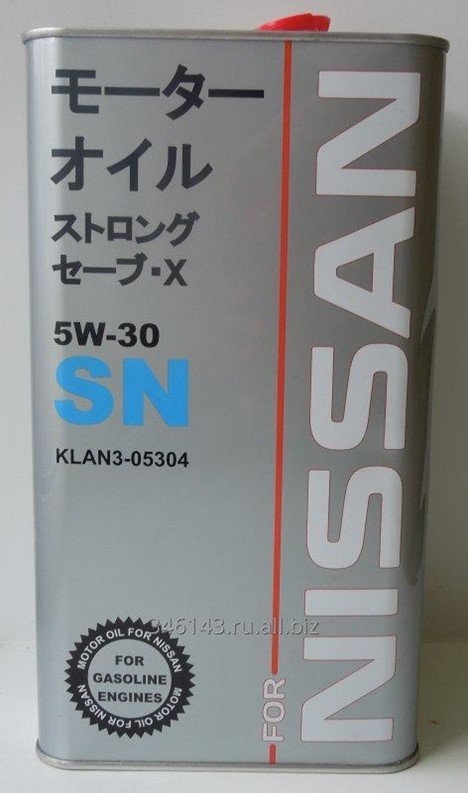 モーター
オイル
ストロング
セーブ・X
5W-30
SN
KLAN3-05304
FOR NISSAN
MOTOR OIL FOR NISSAN
FOR
GASOLINE
ENGINES
MOTOR OIL FOR NISSAN
346143.ru.all.biz